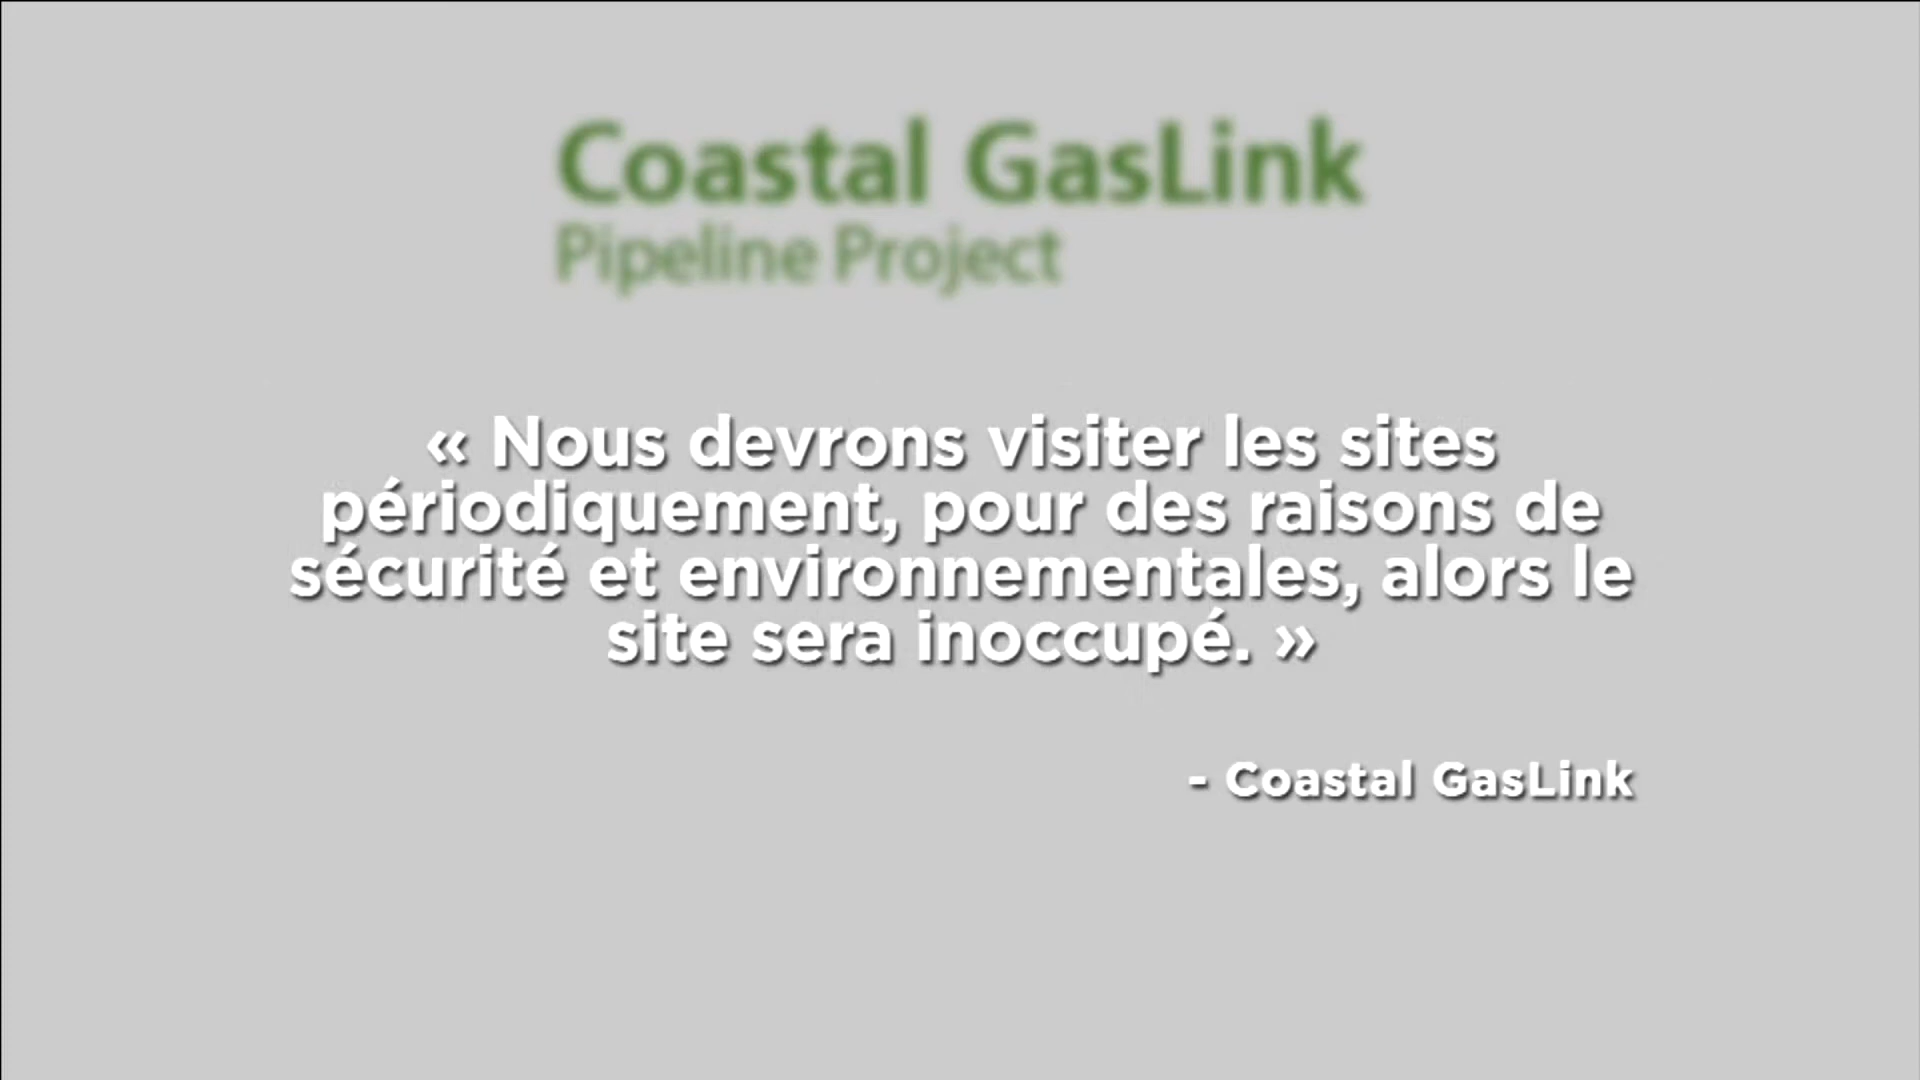 Coastal GasLink
Pipeline Project
« Nous devrons visiter les sites
périodiquement, pour des raisons de
sécurité et environnementales, alors le
site sera inoccupé. »
- Coastal GasLink